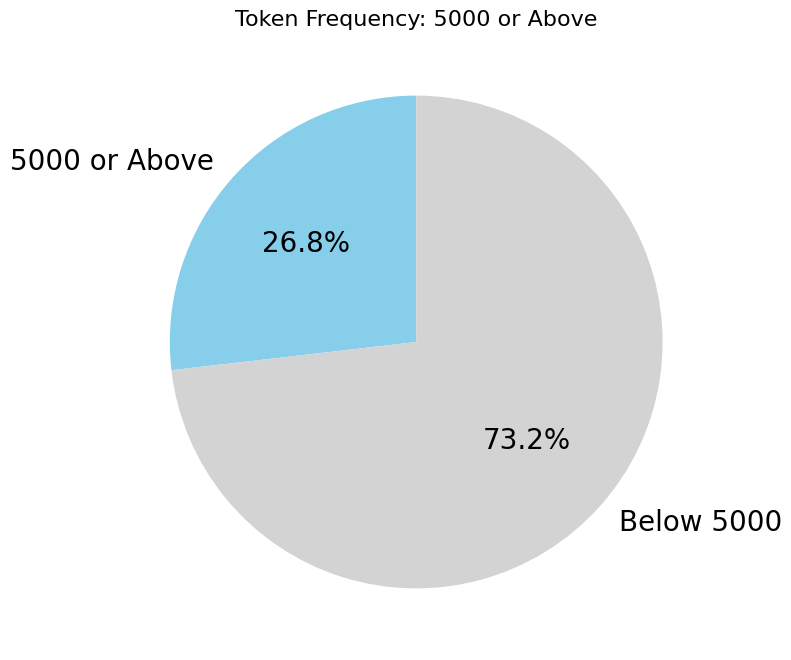 Token Frequency: 5000 or Above
5000 or Above
26.8%
73.2%
Below 5000